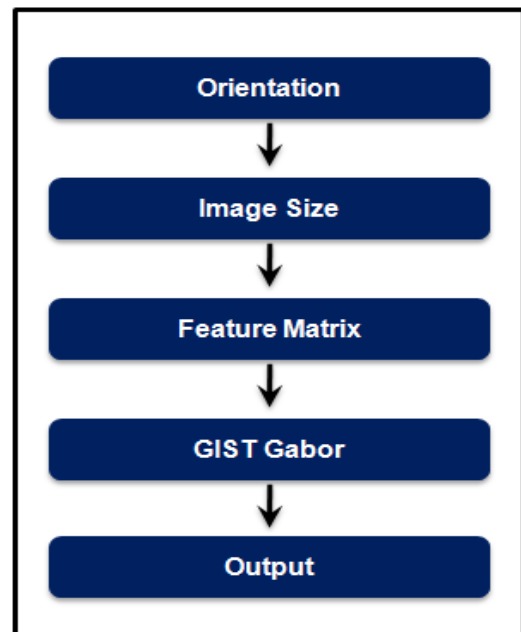 Orientation
Image Size
Feature Matrix
GIST Gabor
Output